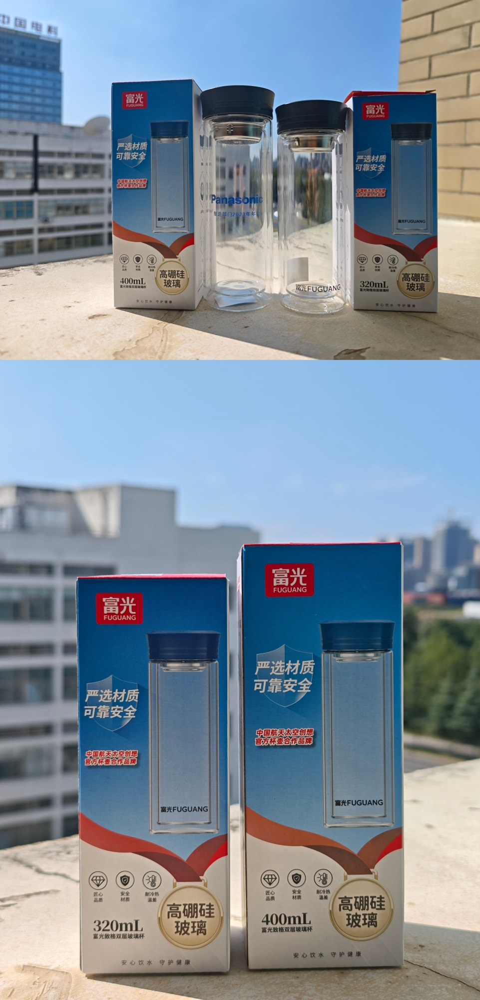 中国电科
富光
FUGUANG
严选材质
可靠安全
中国航天太空创想
官方杯壶合作品牌
富光FUGUANG
匠心
品质
安全
材质
耐冷热
温差
400mL
富光致格双层玻璃杯
高硼硅
玻璃
安心饮水 守护健康
Panasonic
制造部门2023年年会
富光FUGUANG
富光
FUGUANG
严选材质
可靠安全
中国航天太空创想
官方杯壶合作品牌
富光FUGUANG
匠心
品质
安全
材质
耐冷热
温差
320mL
富光致格双层玻璃杯
高硼硅
玻璃
安心饮水 守护健康
富光
FUGUANG
严选材质
可靠安全
中国航天太空创想
官方杯壶合作品牌
富光FUGUANG
匠心
品质
安全
材质
耐冷热
温差
320mL
富光致格双层玻璃杯
高硼硅
玻璃
安心饮水 守护健康
富光
FUGUANG
严选材质
可靠安全
中国航天太空创想
官方杯壶合作品牌
富光FUGUANG
匠心
品质
安全
材质
耐冷热
温差
400mL
富光致格双层玻璃杯
高硼硅
玻璃
安心饮水 守护健康